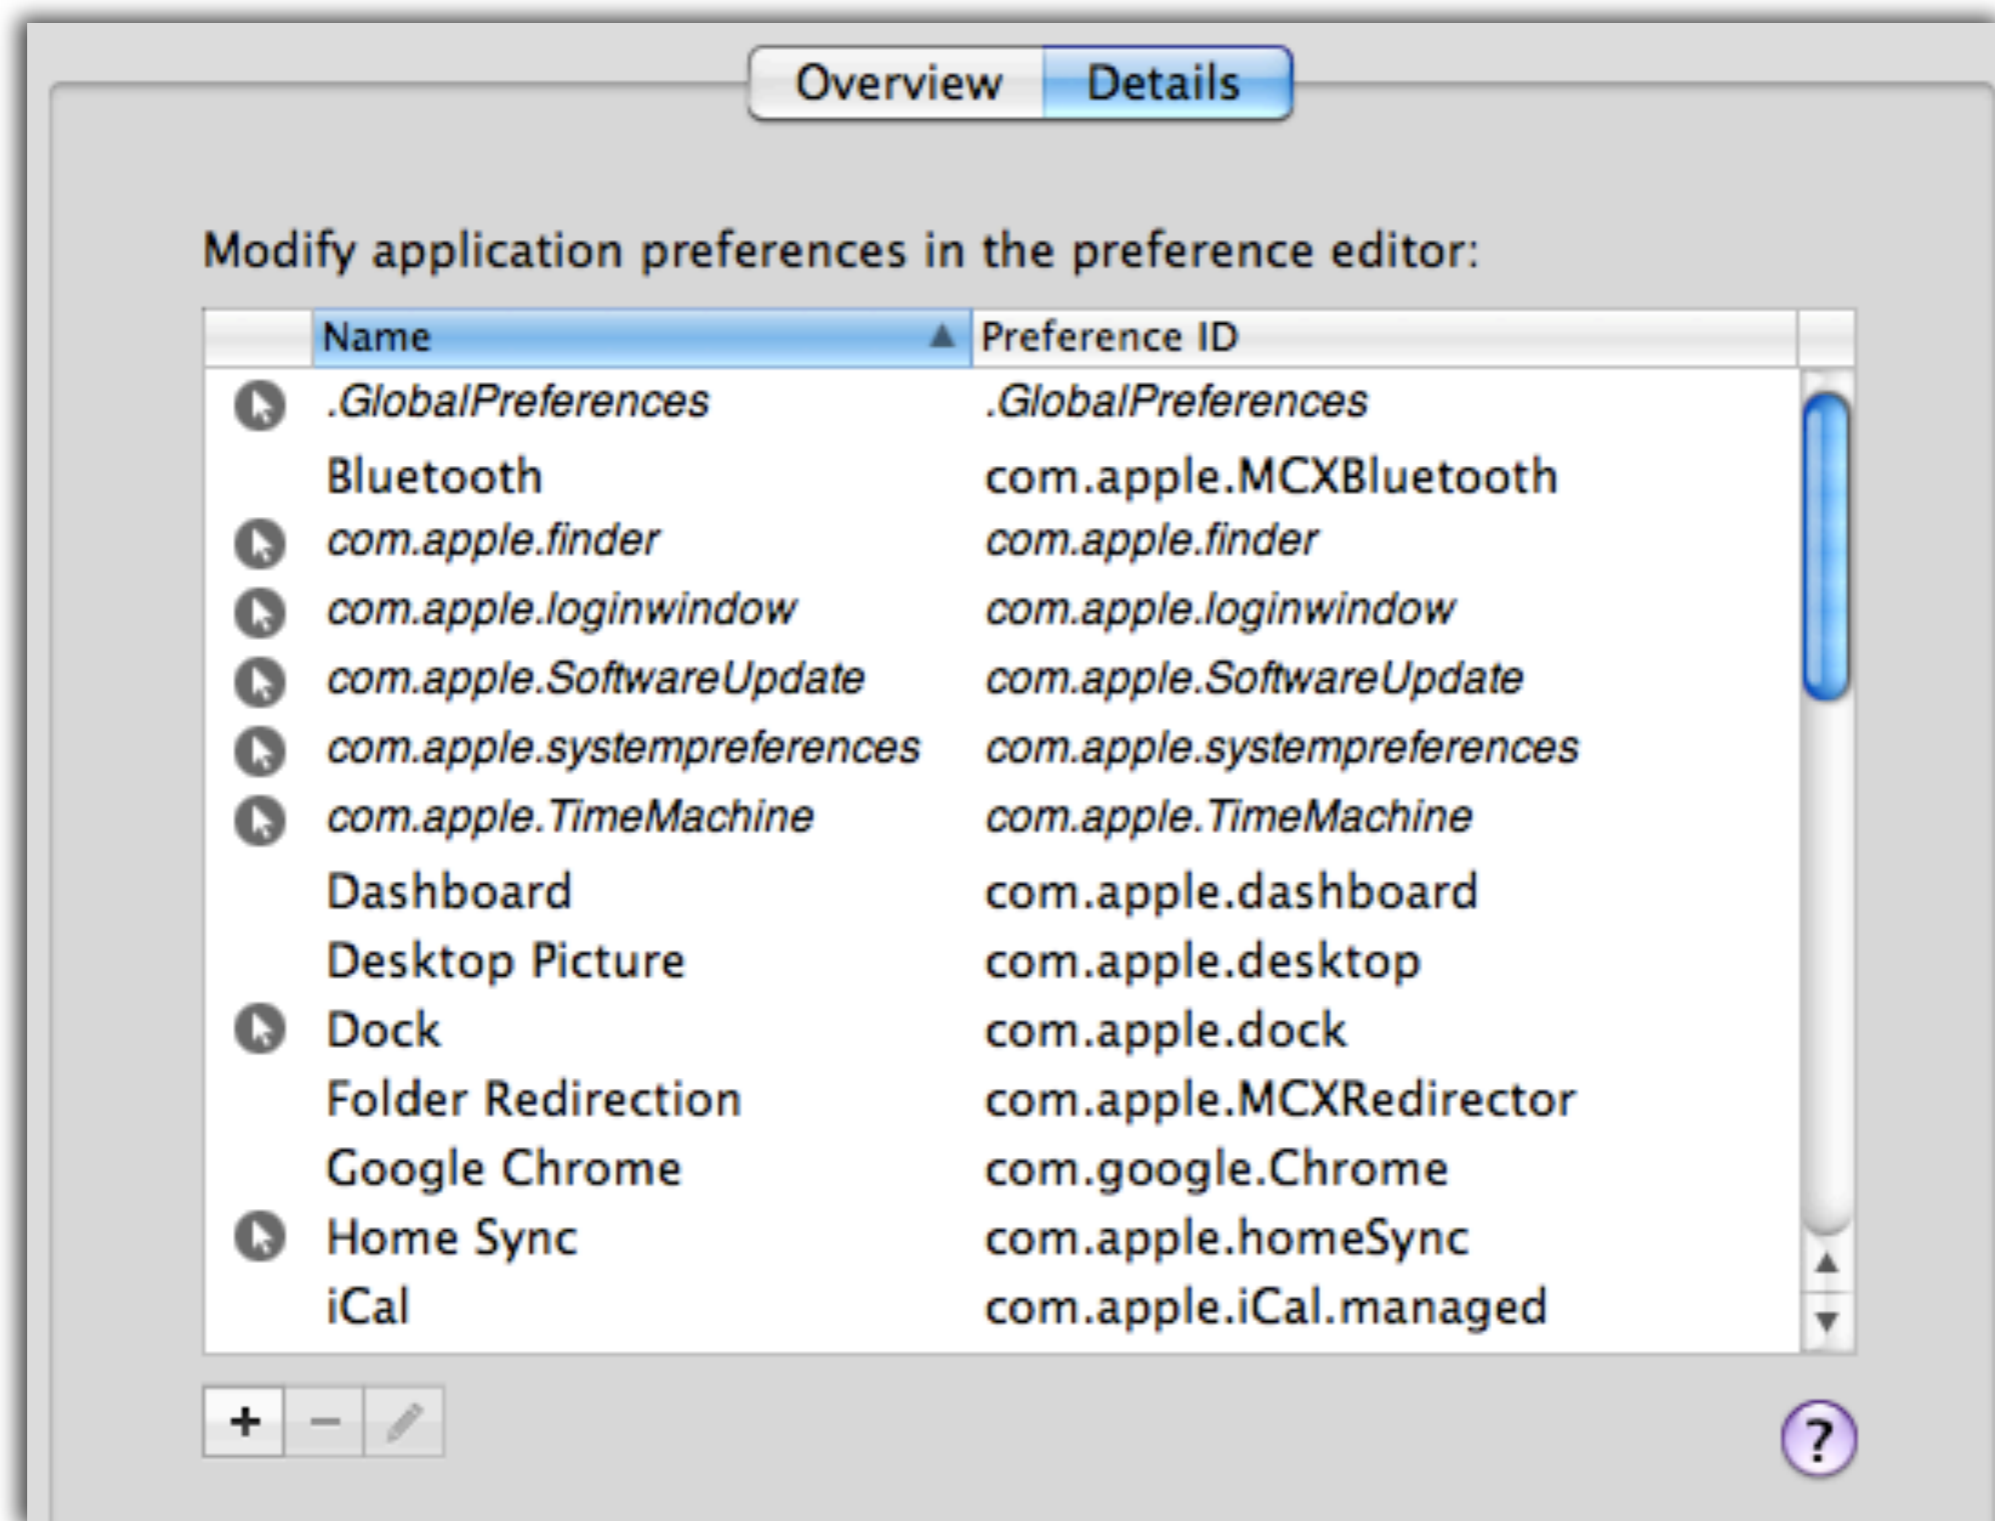 Overview Details
Modify application preferences in the preference editor:
Name Preference ID
.GlobalPreferences .GlobalPreferences
Bluetooth com.apple.MCXBluetooth
com.apple.finder com.apple.finder
com.apple.loginwindow com.apple.loginwindow
com.apple.SoftwareUpdate com.apple.SoftwareUpdate
com.apple.systempreferences com.apple.systempreferences
com.apple.TimeMachine com.apple.TimeMachine
Dashboard com.apple.dashboard
Desktop Picture com.apple.desktop
Dock com.apple.dock
Folder Redirection com.apple.MCXRedirector
Google Chrome com.google.Chrome
Home Sync com.apple.homeSync
iCal com.apple.iCal.managed
+ − ?